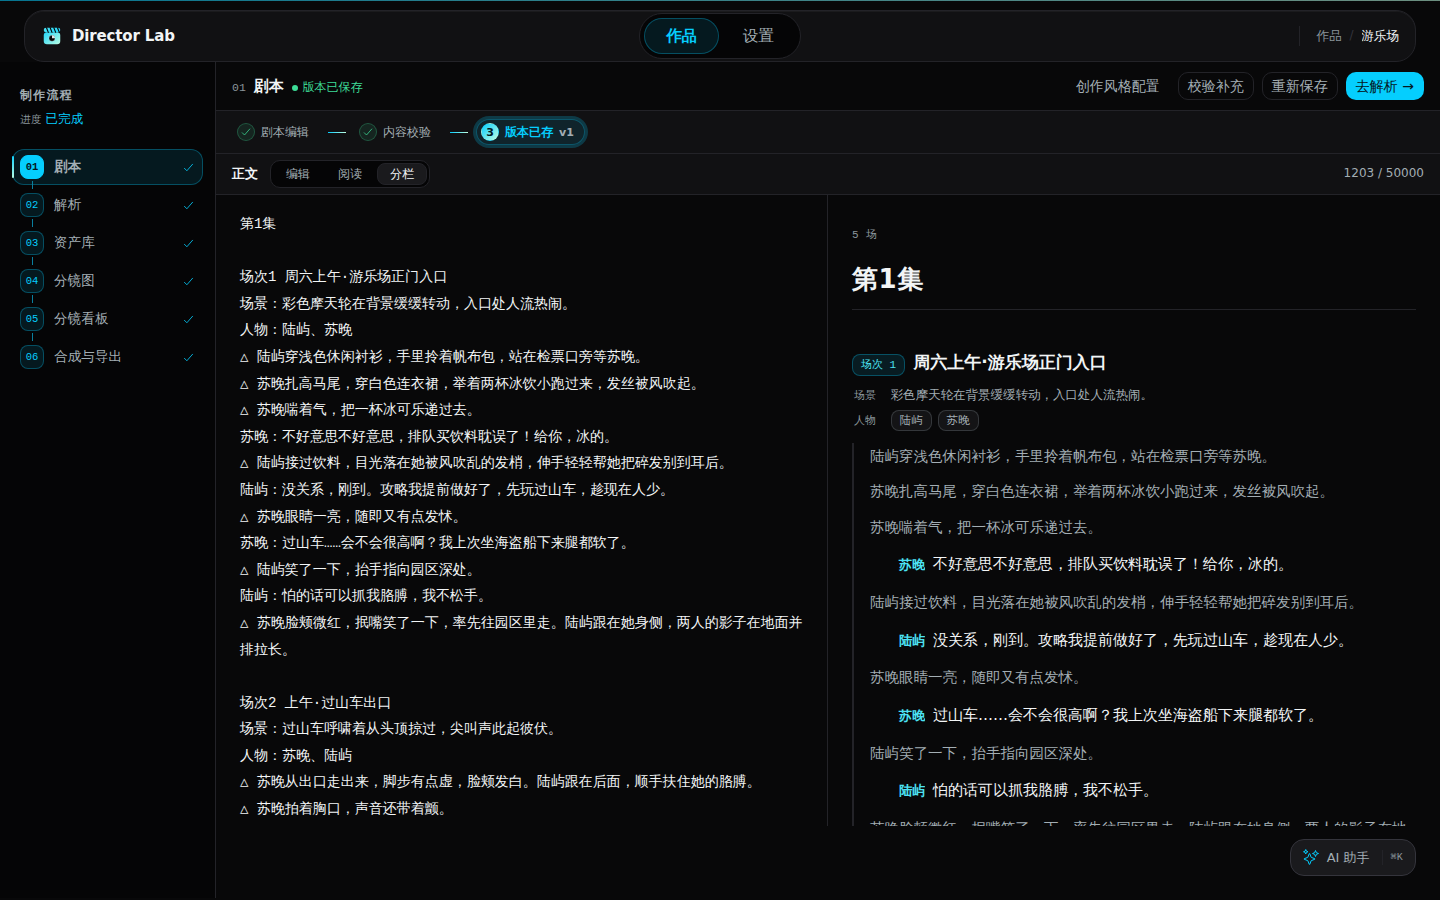 Director Lab
作品
设置
作品 / 游乐场
制作流程
进度 已完成
01 剧本
02 解析
03 资产库
04 分镜图
05 分镜看板
06 合成与导出
01 剧本 版本已保存
创作风格配置
校验补充
重新保存
去解析 →
剧本编辑
内容校验
3 版本已存 v1
正文
编辑
阅读
分栏
1203 / 50000
第1集
场次1 周六上午·游乐场正门入口
场景：彩色摩天轮在背景缓缓转动，入口处人流热闹。
人物：陆屿、苏晚
△ 陆屿穿浅色休闲衬衫，手里拎着帆布包，站在检票口旁等苏晚。
△ 苏晚扎高马尾，穿白色连衣裙，举着两杯冰饮小跑过来，发丝被风吹起。
△ 苏晚喘着气，把一杯冰可乐递过去。
苏晚：不好意思不好意思，排队买饮料耽误了！给你，冰的。
△ 陆屿接过饮料，目光落在她被风吹乱的发梢，伸手轻轻帮她把碎发别到耳后。
陆屿：没关系，刚到。攻略我提前做好了，先玩过山车，趁现在人少。
△ 苏晚眼睛一亮，随即又有点发怵。
苏晚：过山车……会不会很高啊？我上次坐海盗船下来腿都软了。
△ 陆屿笑了一下，抬手指向园区深处。
陆屿：怕的话可以抓我胳膊，我不松手。
△ 苏晚脸颊微红，抿嘴笑了一下，率先往园区里走。陆屿跟在她身侧，两人的影子在地面并
排拉长。
场次2 上午·过山车出口
场景：过山车呼啸着从头顶掠过，尖叫声此起彼伏。
人物：苏晚、陆屿
△ 苏晚从出口走出来，脚步有点虚，脸颊发白。陆屿跟在后面，顺手扶住她的胳膊。
△ 苏晚拍着胸口，声音还带着颤。
5 场
第1集
场次 1 周六上午·游乐场正门入口
场景 彩色摩天轮在背景缓缓转动，入口处人流热闹。
人物 陆屿 苏晚
陆屿穿浅色休闲衬衫，手里拎着帆布包，站在检票口旁等苏晚。
苏晚扎高马尾，穿白色连衣裙，举着两杯冰饮小跑过来，发丝被风吹起。
苏晚喘着气，把一杯冰可乐递过去。
苏晚 不好意思不好意思，排队买饮料耽误了！给你，冰的。
陆屿接过饮料，目光落在她被风吹乱的发梢，伸手轻轻帮她把碎发别到耳后。
陆屿 没关系，刚到。攻略我提前做好了，先玩过山车，趁现在人少。
苏晚眼睛一亮，随即又有点发怵。
苏晚 过山车……会不会很高啊？我上次坐海盗船下来腿都软了。
陆屿笑了一下，抬手指向园区深处。
陆屿 怕的话可以抓我胳膊，我不松手。
苏晚脸颊微红，抿嘴笑了一下，率先往园区里走。陆屿跟在她身侧，两人的影子在地
AI 助手 ⌘K